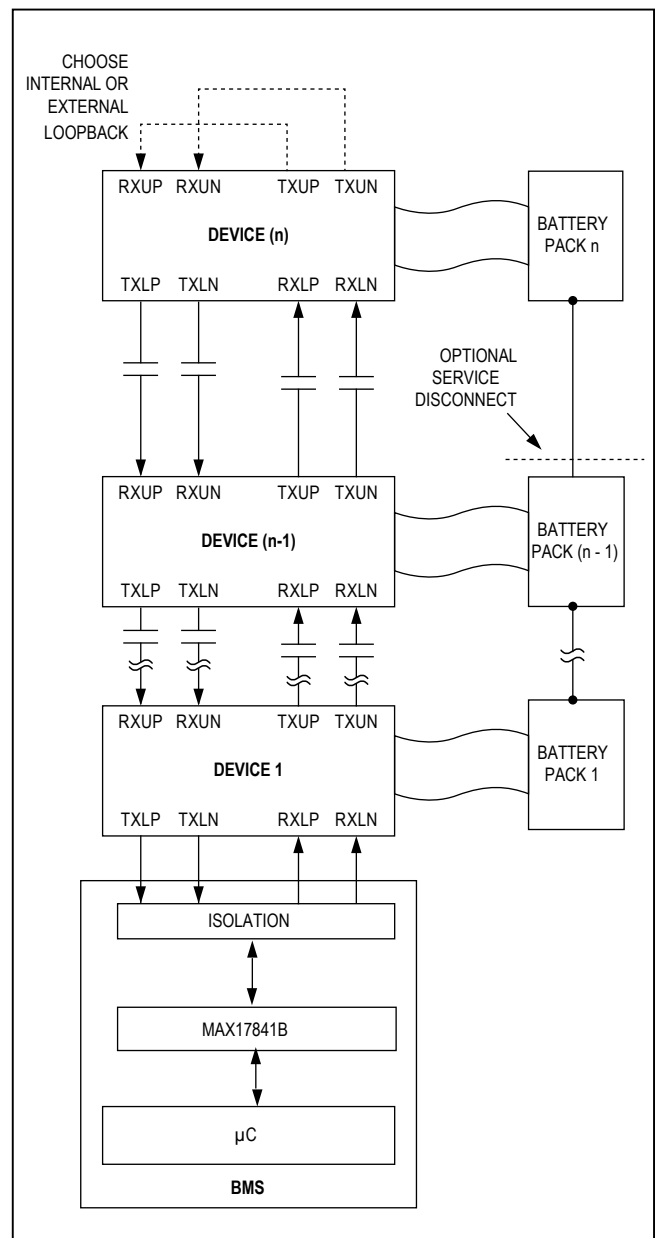 CHOOSE
INTERNAL OR
EXTERNAL
LOOPBACK
RXUP RXUN TXUP TXUN
DEVICE (n)
TXLP TXLN RXLP RXLN
BATTERY
PACK n
OPTIONAL
SERVICE
DISCONNECT
RXUP RXUN TXUP TXUN
DEVICE (n-1)
TXLP TXLN RXLP RXLN
BATTERY
PACK (n - 1)
RXUP RXUN TXUP TXUN
DEVICE 1
TXLP TXLN RXLP RXLN
BATTERY
PACK 1
ISOLATION
MAX17841B
µC
BMS